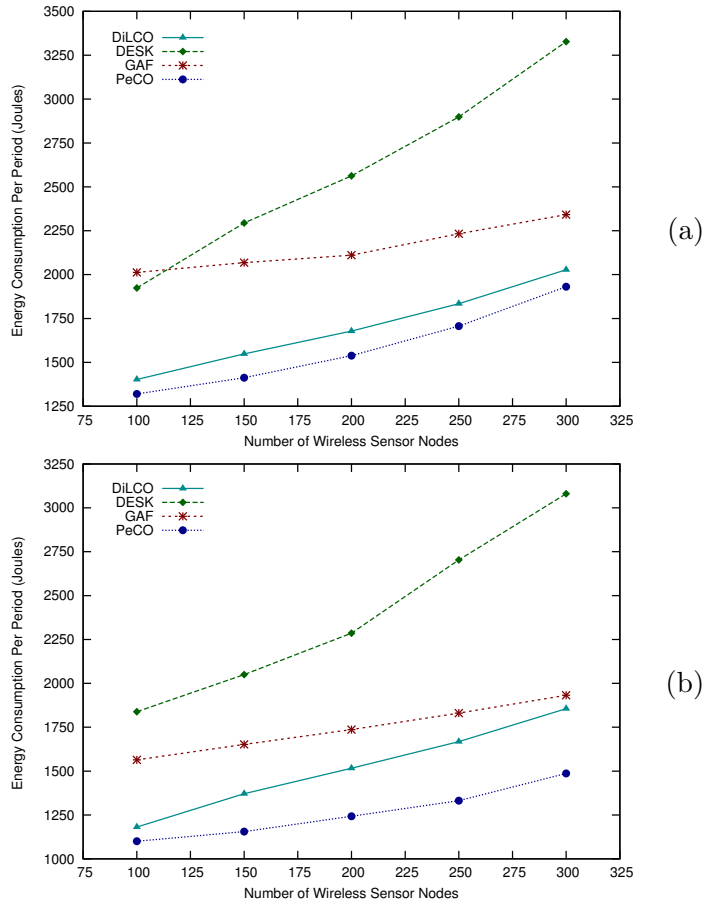 3500
3250
3000
2750
2500
2250
2000
1750
1500
1250
Energy Consumption Per Period (Joules)
DiLCO
DESK
GAF
PeCO
75 100 125 150 175 200 225 250 275 300 325
Number of Wireless Sensor Nodes
(a)
3250
3000
2750
2500
2250
2000
1750
1500
1250
1000
Energy Consumption Per Period (Joules)
DiLCO
DESK
GAF
PeCO
75 100 125 150 175 200 225 250 275 300 325
Number of Wireless Sensor Nodes
(b)